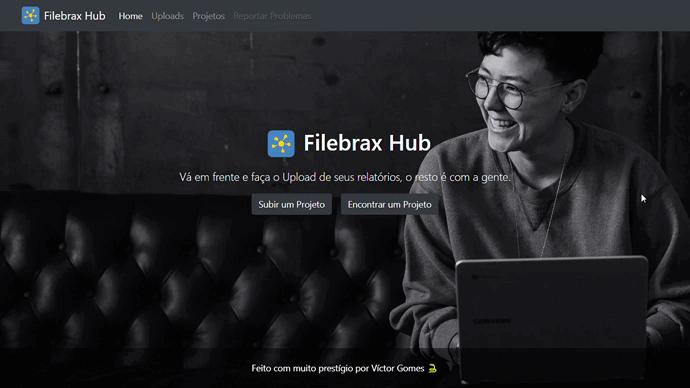 Filebrax Hub Home Uploads Projetos Reportar Problemas
Filebrax Hub
Vá em frente e faça o Upload de seus relatórios, o resto é com a gente.
Subir um Projeto Encontrar um Projeto
Feito com muito prestígio por Víctor Gomes